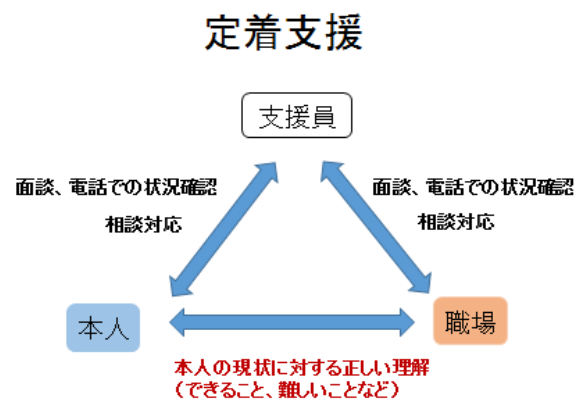 定着支援
支援員
面談、電話での状況確認
相談対応
面談、電話での状況確認
相談対応
本人
職場
本人の現状に対する正しい理解
（できること、難しいことなど）